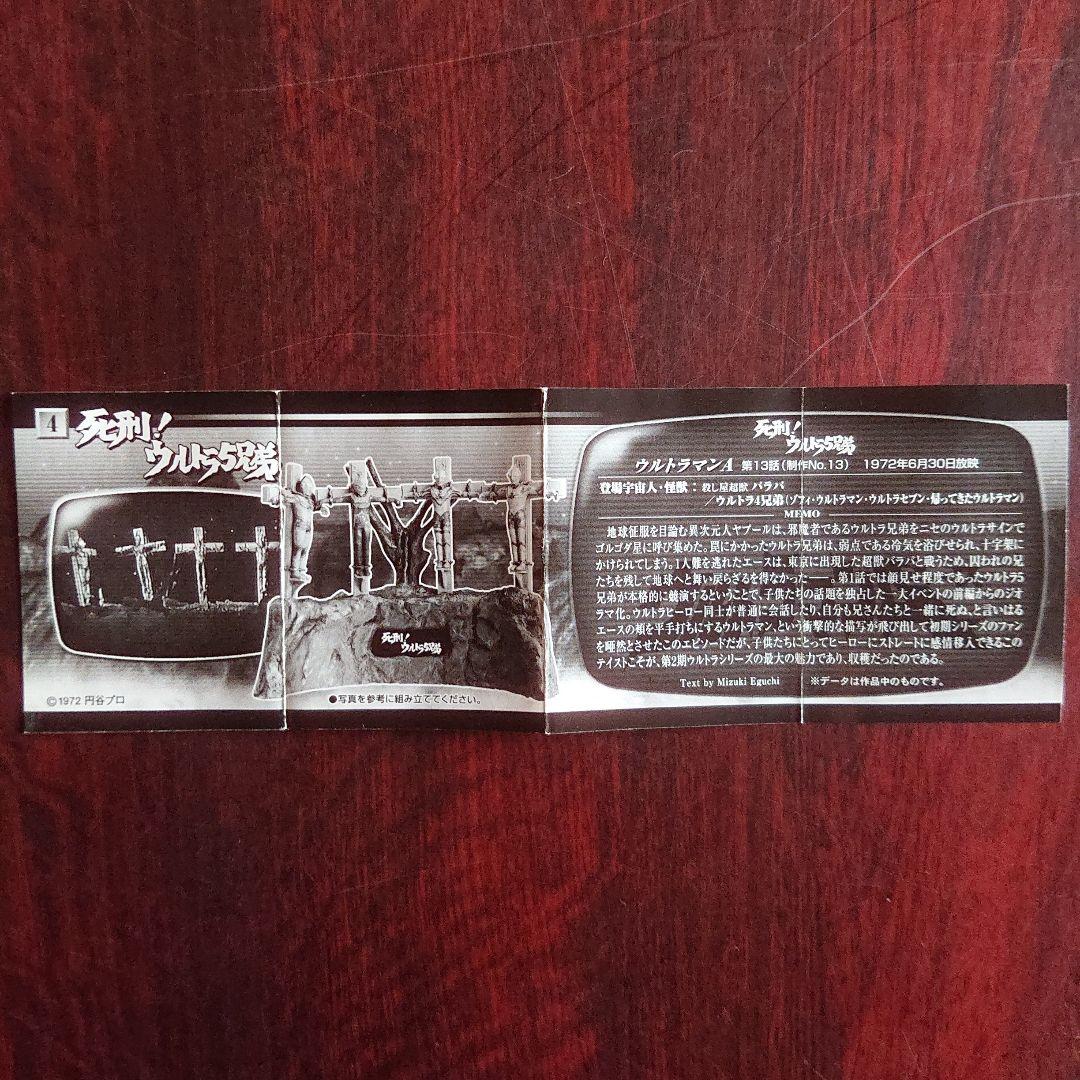 4
死刑!
ウルトラ5兄弟
©1972 円谷プロ
死刑!
ウルトラ5兄弟
●写真を参考に組み立ててください。
死刑!
ウルトラ5兄弟
ウルトラマンA 第13話(制作No.13) 1972年6月30日放映
登場宇宙人・怪獣：殺し屋超獣 バラバ
/ウルトラ4兄弟(ゾフィ・ウルトラマン・ウルトラセブン・帰ってきたウルトラマン)
MEMO
地球征服を目論む異次元人ヤプールは、邪魔者であるウルトラ兄弟をニセのウルトラサインで
ゴルゴダ星に呼び集めた。罠にかかったウルトラ兄弟は、弱点である冷気を浴びせられ、十字架に
かけられてしまう。1人難を逃れたエースは、東京に出現した超獣バラバと戦うため、囚われの兄
たちを残して地球へと舞い戻らざるを得なかった――。第1話では顔見せ程度であったウルトラ5
兄弟が本格的に競演するということで、子供たちの話題を独占した一大イベントの前編からのジオ
ラマ化。ウルトラヒーロー同士が普通に会話したり、自分も兄さんたちと一緒に死ぬ、と言いはる
エースの頬を平手打ちにするウルトラマン、という衝撃的な描写が飛び出して初期シリーズのファン
を唖然とさせたこのエピソードだが、子供たちにとってヒーローにストレートに感情移入できるこの
テイストこそが、第2期ウルトラシリーズの最大の魅力であり、収穫だったのである。
Text by Mizuki Eguchi ※データは作品中のものです。